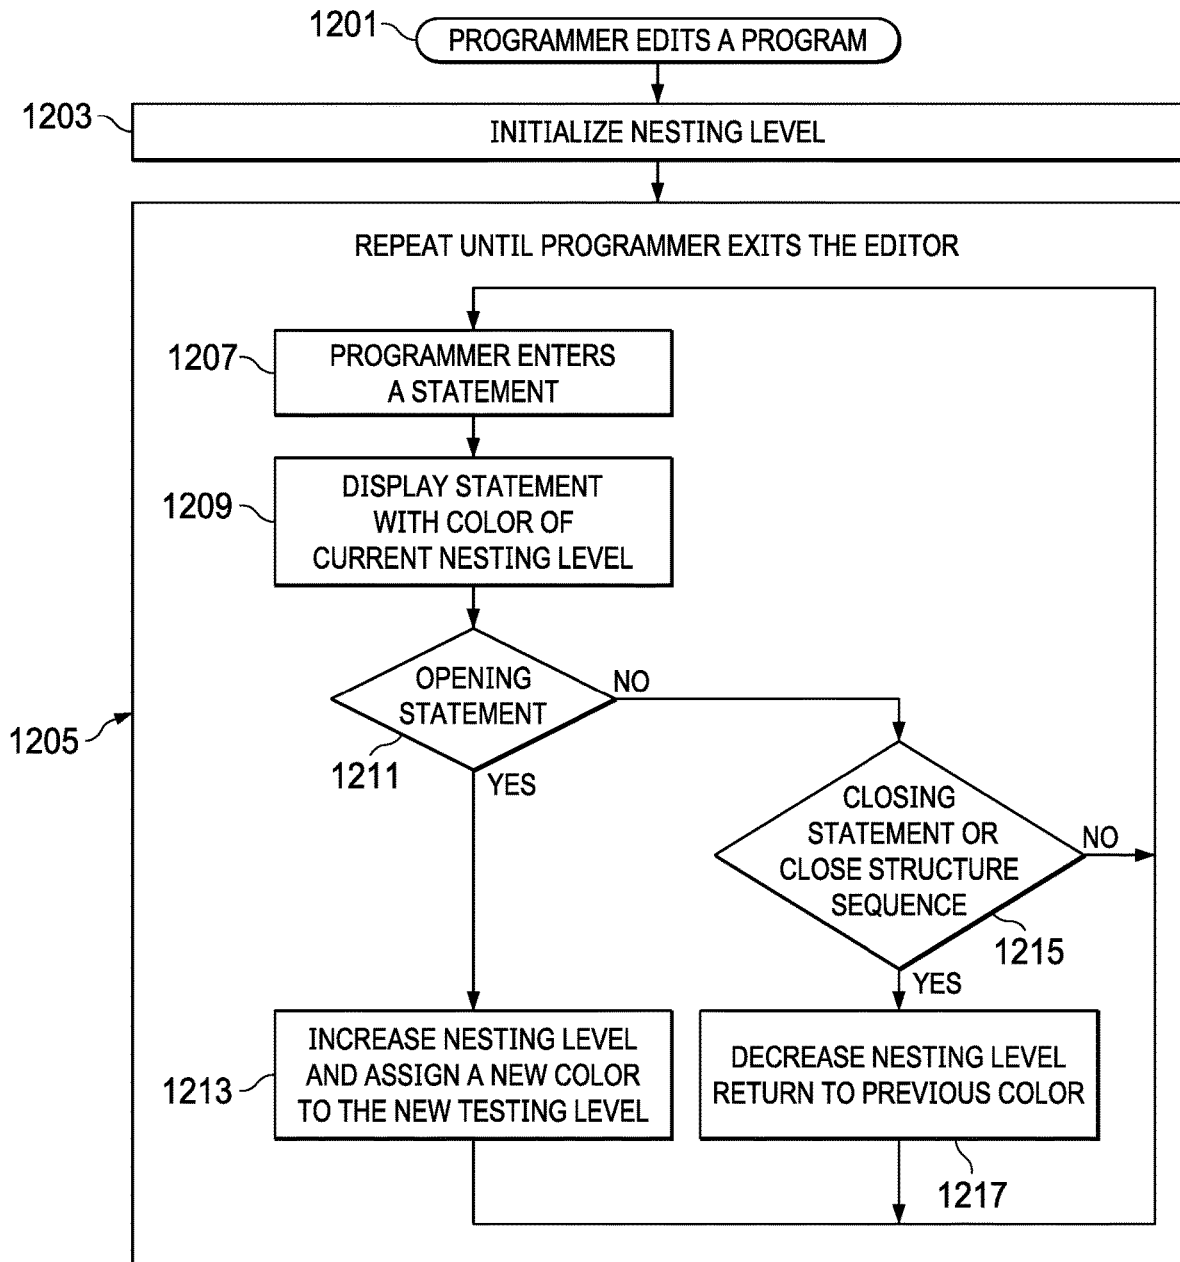 1201
PROGRAMMER EDITS A PROGRAM
1203
INITIALIZE NESTING LEVEL
REPEAT UNTIL PROGRAMMER EXITS THE EDITOR
1207
PROGRAMMER ENTERS
A STATEMENT
1209
DISPLAY STATEMENT
WITH COLOR OF
CURRENT NESTING LEVEL
1205
OPENING
STATEMENT
NO
1211
YES
CLOSING
STATEMENT OR
CLOSE STRUCTURE
SEQUENCE
NO
1215
YES
1213
INCREASE NESTING LEVEL
AND ASSIGN A NEW COLOR
TO THE NEW TESTING LEVEL
DECREASE NESTING LEVEL
RETURN TO PREVIOUS COLOR
1217